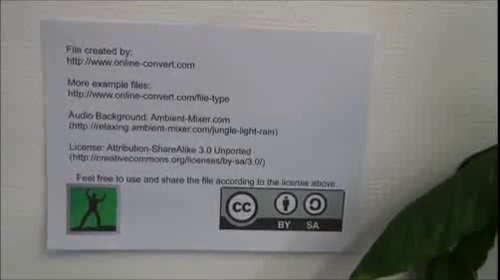 File created by:
http://www.online-convert.com
More example files:
http://www.online-convert.com/file-type
Audio Background: Ambient-Mixer.com
(http://relaxing.ambient-mixer.com/jungle-light-rain)
License: Attribution-ShareAlike 3.0 Unported
(http://creativecommons.org/licenses/by-sa/3.0/)
Feel free to use and share the file according to the license above.
CC
BY SA